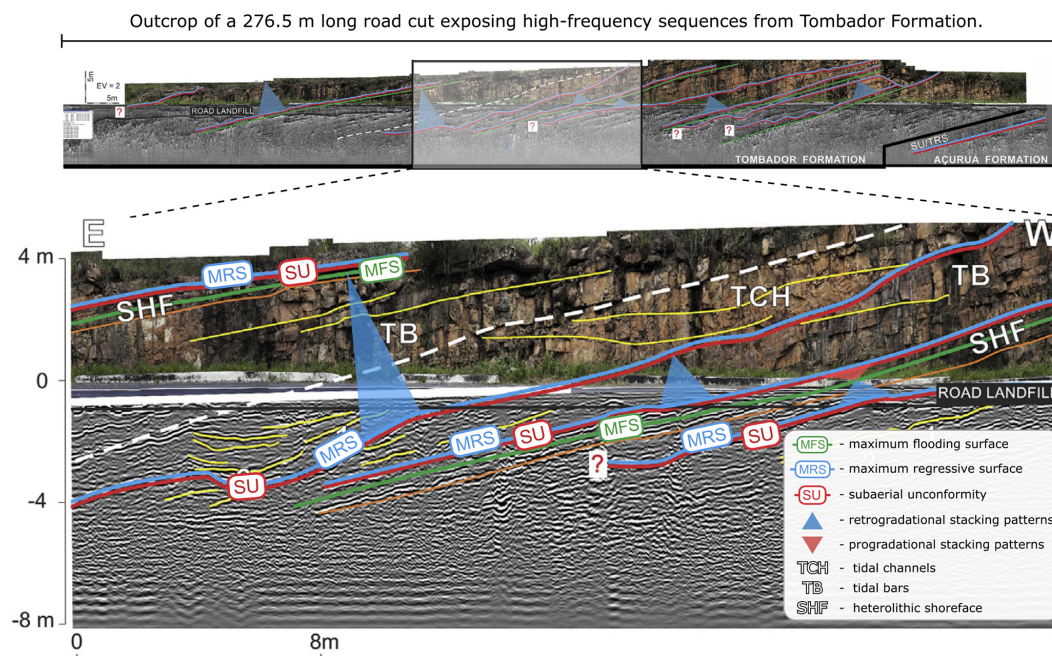 Outcrop of a 276.5 m long road cut exposing high-frequency sequences from Tombador Formation.
5m
EV = 2
5m
?
ROAD LANDFILL
?
?
?
SU/TRS
TOMBADOR FORMATION
AÇURUÁ FORMATION
E
W
4 m
0
-4
-8 m
0
8m
MRS
SU
MFS
SHF
TB
TCH
TB
SHF
MRS
SU
MRS
SU
MFS
MRS
SU
?
ROAD LANDFILL
MFS - maximum flooding surface
MRS - maximum regressive surface
SU - subaerial unconformity
- retrogradational stacking patterns
- progradational stacking patterns
TCH - tidal channels
TB - tidal bars
SHF - heterolithic shoreface